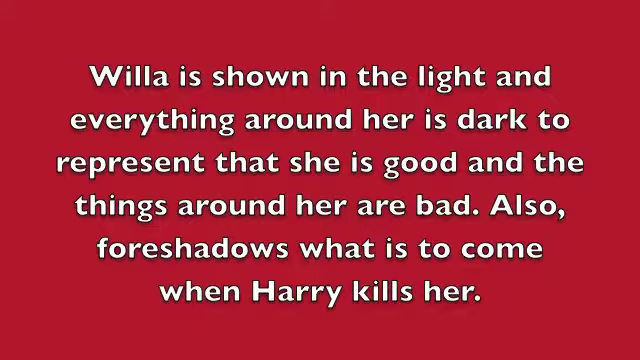 Willa is shown in the light and
everything around her is dark to
represent that she is good and the
things around her are bad. Also,
foreshadows what is to come
when Harry kills her.